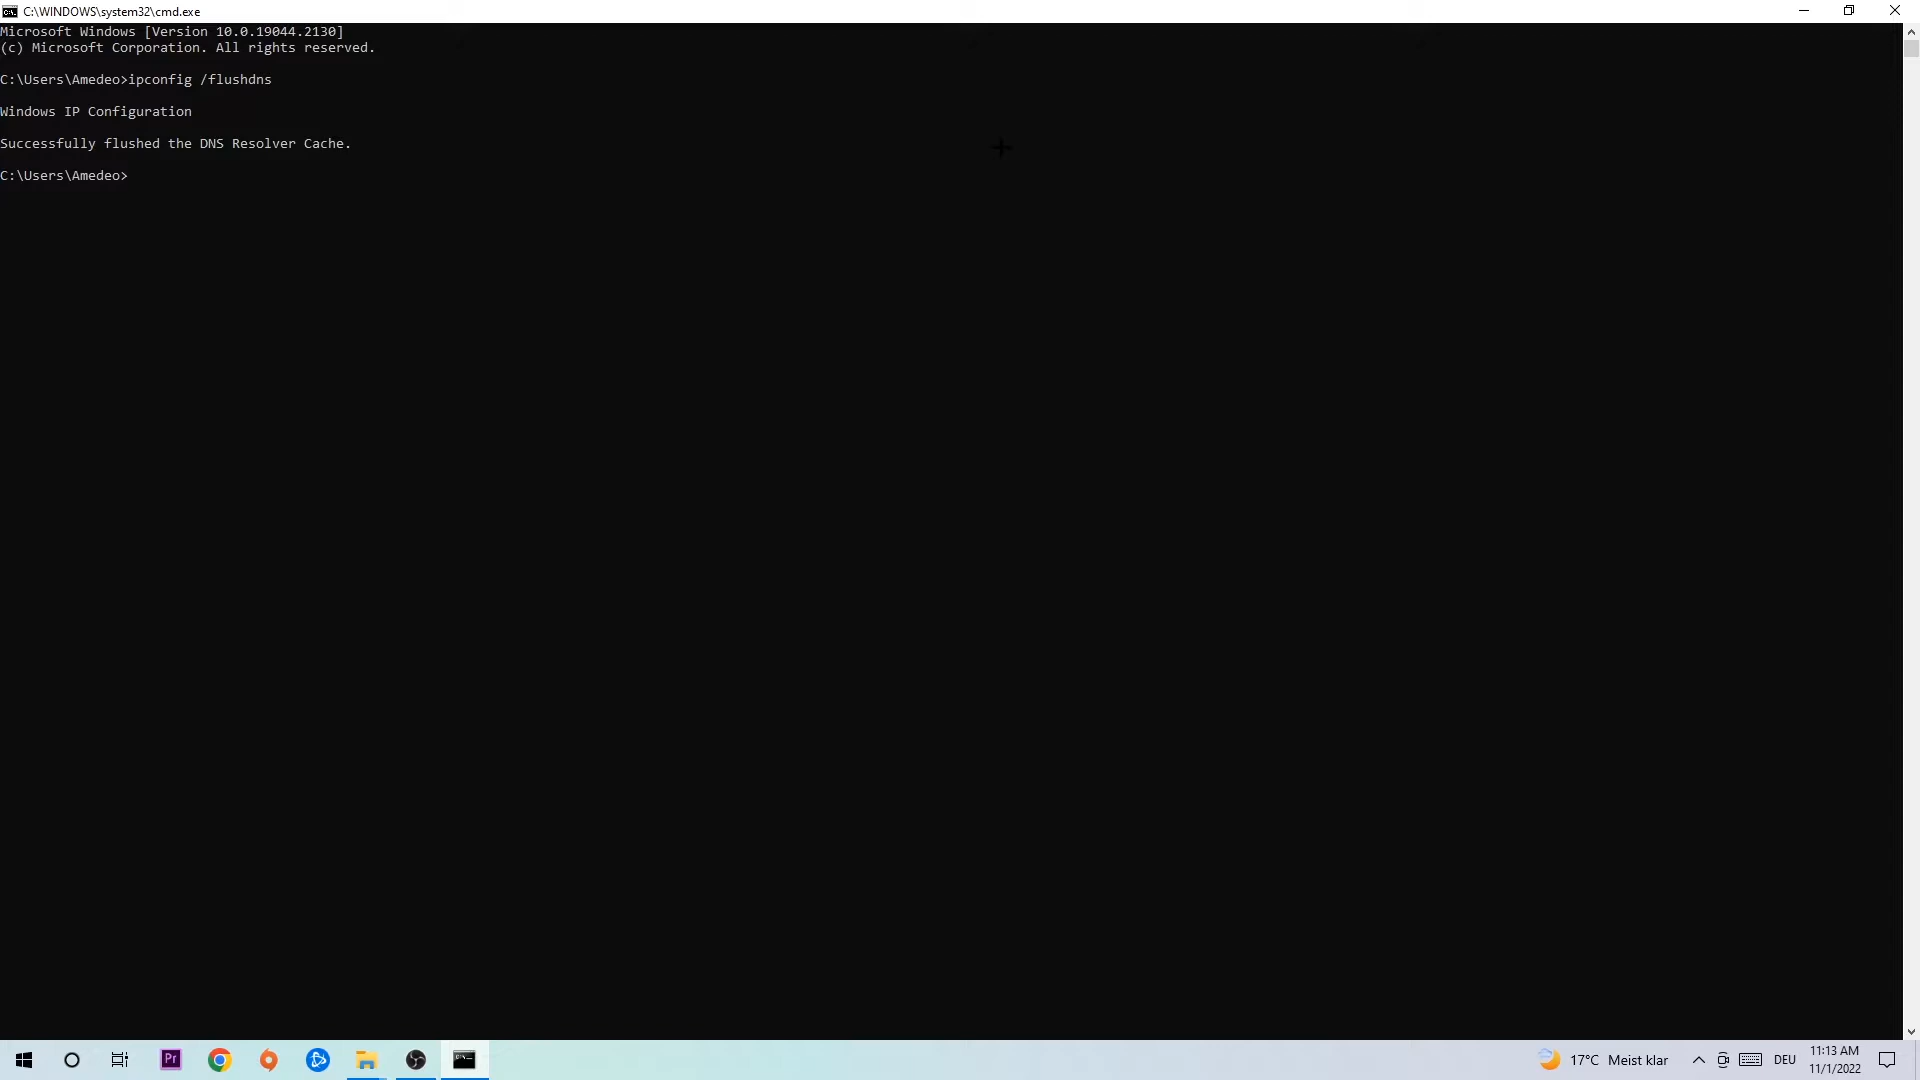 C:\WINDOWS\system32\cmd.exe
Microsoft Windows [Version 10.0.19044.2130]
(c) Microsoft Corporation. All rights reserved.
C:\Users\Amedeo>ipconfig /flushdns
Windows IP Configuration
Successfully flushed the DNS Resolver Cache.
C:\Users\Amedeo>
Pr
17°C Meist klar
DEU
11:13 AM
11/1/2022